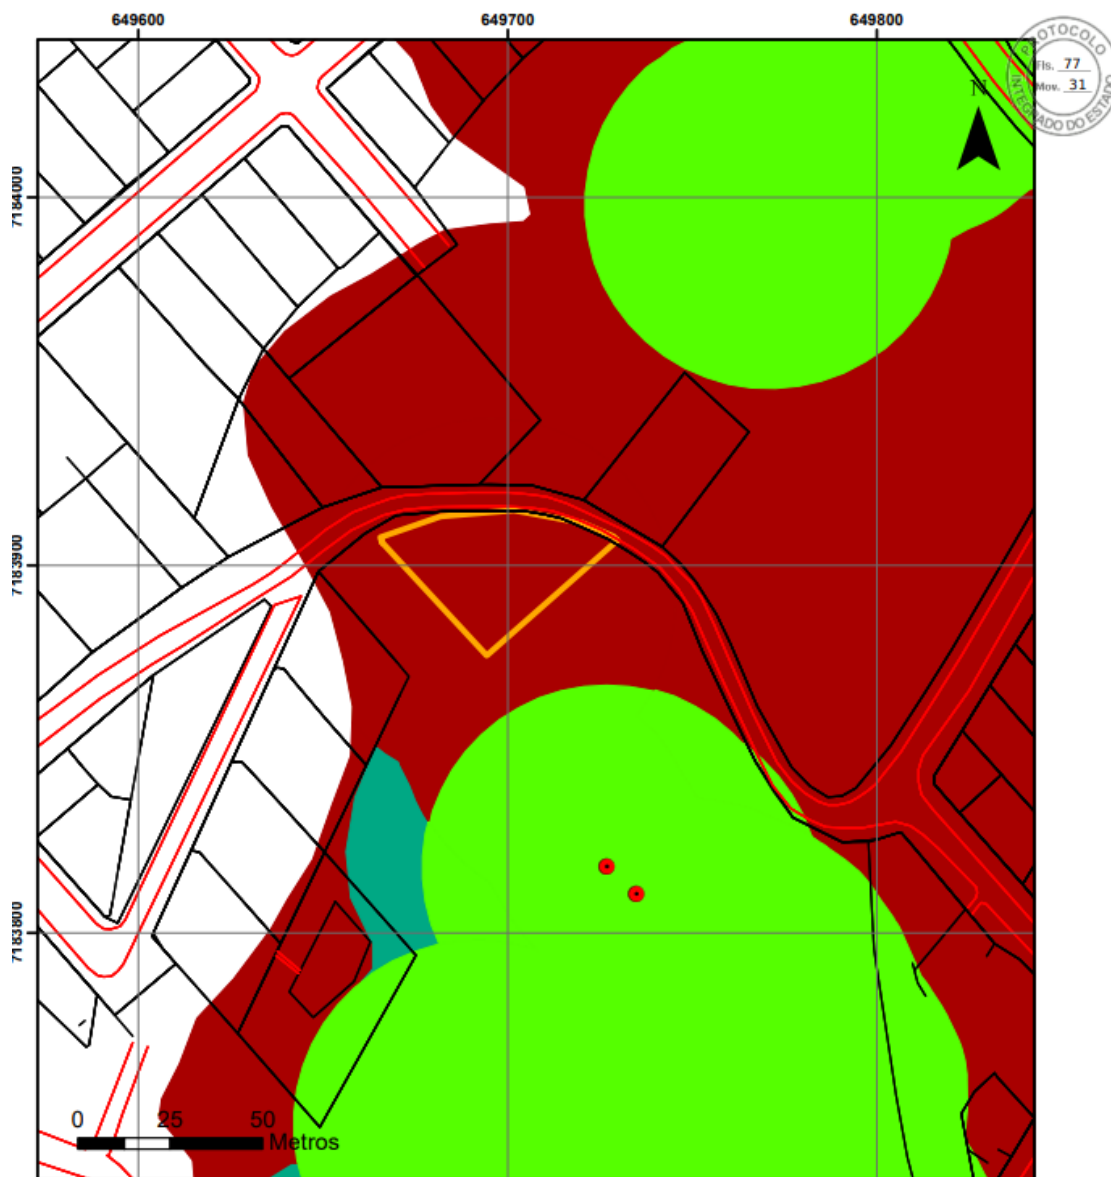 649600
649700
649800
PROTOCOLO
Fls. 77
Mov. 31
INTEGRADO DO ESTADO
N
7184000
7183900
7183800
0 25 50
Metros